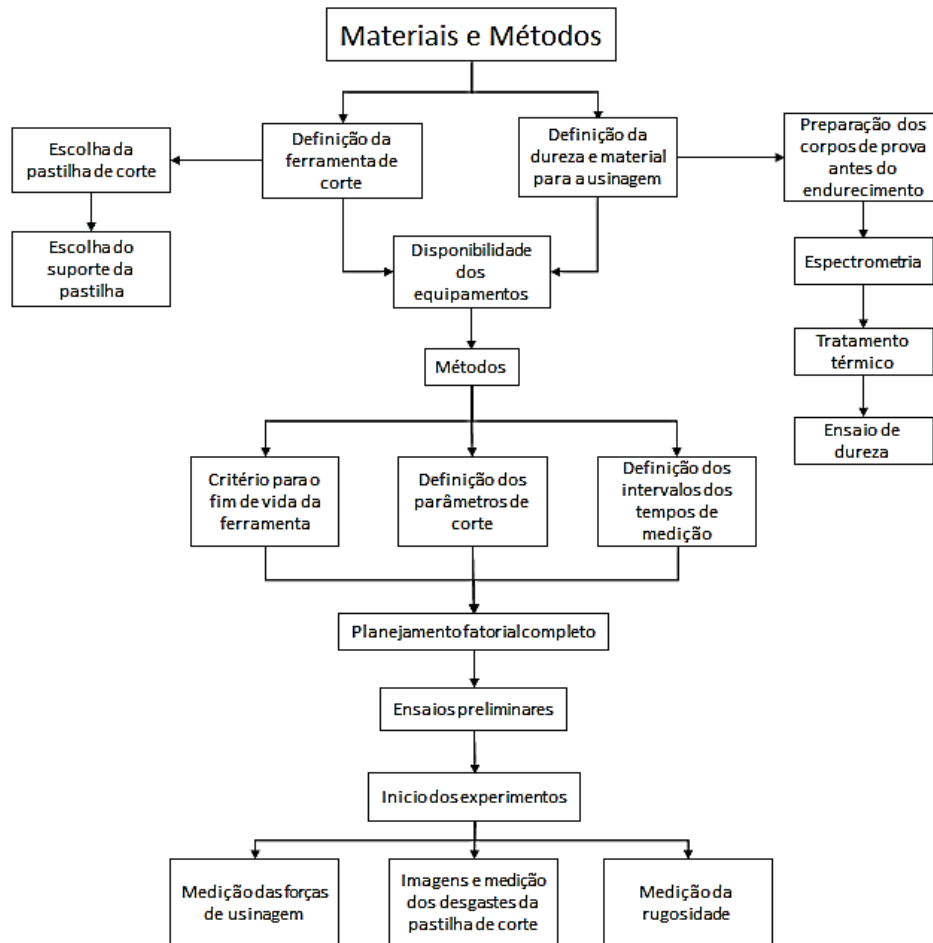 Materiais e Métodos
Escolha da
pastilha de corte
Definição da
ferramenta de
corte
Definição da
dureza e material
para a usinagem
Preparação dos
corpos de prova
antes do
endurecimento
Escolha do
suporte da
pastilha
Disponibilidade
dos
equipamentos
Espectrometria
Tratamento
térmico
Ensaio de
dureza
Métodos
Critério para o
fim de vida da
ferramenta
Definição dos
parâmetros de
corte
Definição dos
intervalos dos
tempos de
medição
Planejamento fatorial completo
Ensaios preliminares
Inicio dos experimentos
Medição das forças
de usinagem
Imagens e medição
dos desgastes da
pastilha de corte
Medição da
rugosidade